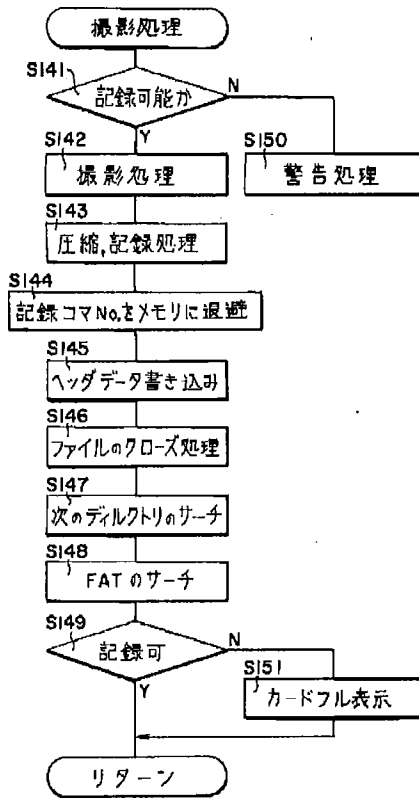 撮影処理
S141
記録可能か
N
Y
S142
撮影処理
S150
警告処理
S143
圧縮,記録処理
S144
記録コマNo.をメモリに退避
S145
ヘッダデータ書き込み
S146
ファイルのクローズ処理
S147
次のディルクトリのサーチ
S148
FATのサーチ
S149
記録可
N
Y
S151
カードフル表示
リターン